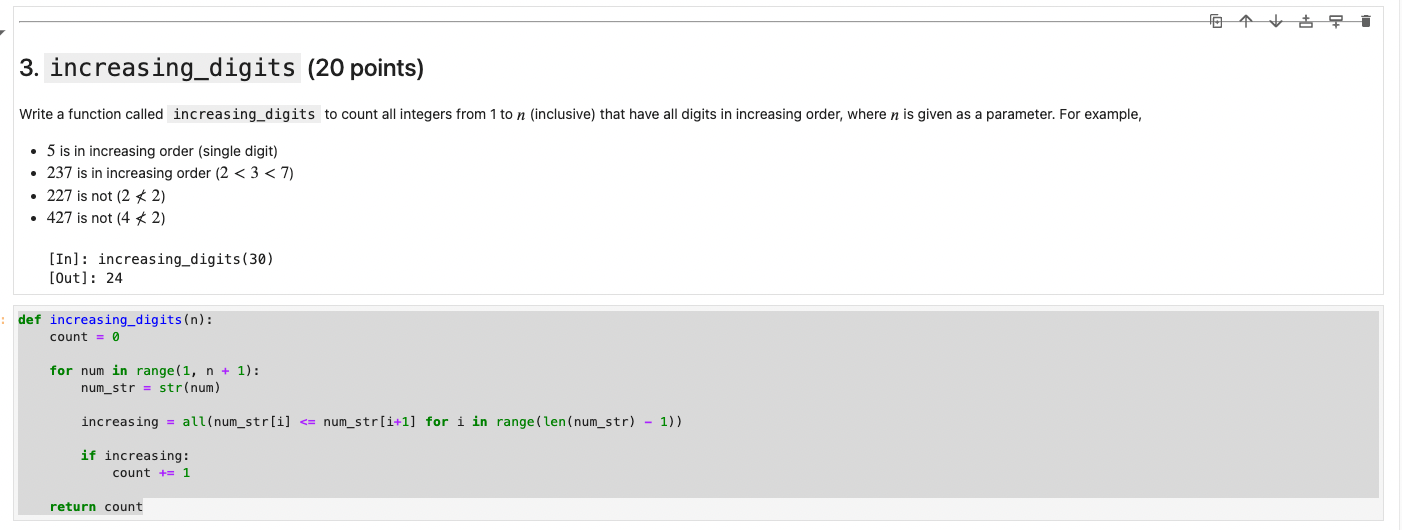 3. increasing_digits (20 points)
Write a function called increasing_digits to count all integers from 1 to n (inclusive) that have all digits in increasing order, where n is given as a parameter. For example,
• 5 is in increasing order (single digit)
• 237 is in increasing order (2 < 3 < 7)
• 227 is not (2 ≮ 2)
• 427 is not (4 ≮ 2)
[In]: increasing_digits(30)
[Out]: 24
:
def increasing_digits(n):
    count = 0
    for num in range(1, n + 1):
        num_str = str(num)
        increasing = all(num_str[i] <= num_str[i+1] for i in range(len(num_str) - 1))
        if increasing:
            count += 1
    return count